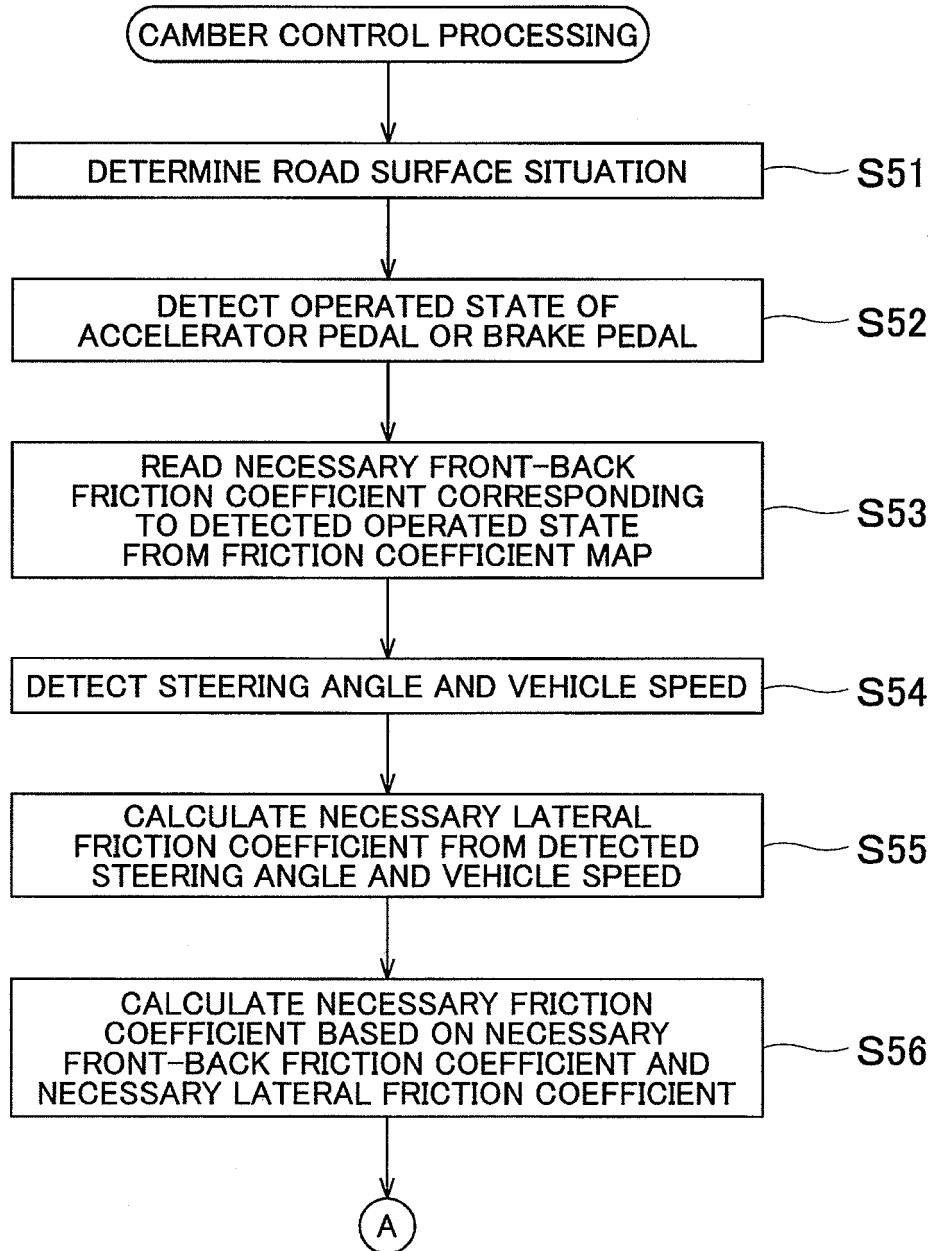 CAMBER CONTROL PROCESSING
DETERMINE ROAD SURFACE SITUATION
S51
DETECT OPERATED STATE OF
ACCELERATOR PEDAL OR BRAKE PEDAL
S52
READ NECESSARY FRONT-BACK
FRICTION COEFFICIENT CORRESPONDING
TO DETECTED OPERATED STATE
FROM FRICTION COEFFICIENT MAP
S53
DETECT STEERING ANGLE AND VEHICLE SPEED
S54
CALCULATE NECESSARY LATERAL
FRICTION COEFFICIENT FROM DETECTED
STEERING ANGLE AND VEHICLE SPEED
S55
CALCULATE NECESSARY FRICTION
COEFFICIENT BASED ON NECESSARY
FRONT-BACK FRICTION COEFFICIENT AND
NECESSARY LATERAL FRICTION COEFFICIENT
S56
A